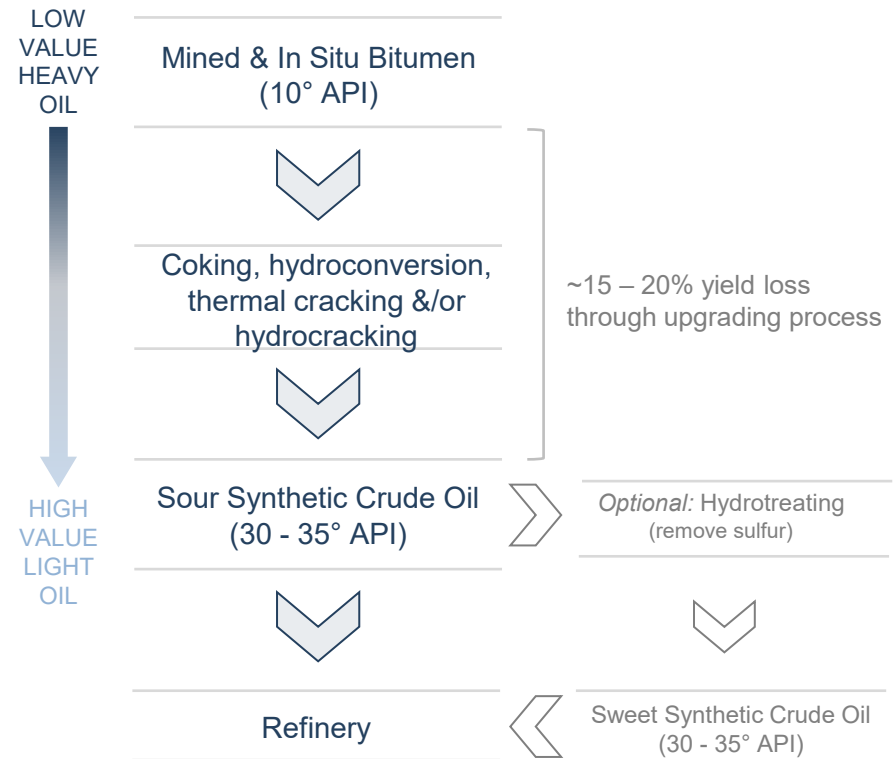 LOW
VALUE
HEAVY
OIL
Mined & In Situ Bitumen
(10° API)
Coking, hydroconversion,
thermal cracking &/or
hydrocracking
~15 – 20% yield loss
through upgrading process
HIGH
VALUE
LIGHT
OIL
Sour Synthetic Crude Oil
(30 - 35° API)
Optional: Hydrotreating
(remove sulfur)
Refinery
Sweet Synthetic Crude Oil
(30 - 35° API)